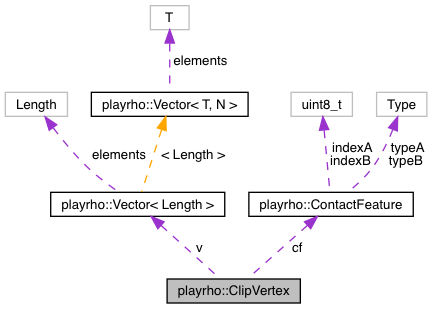 T
elements
Length
playrho::Vector< T, N >
uint8_t
Type
elements
< Length >
indexA
indexB
typeA
typeB
playrho::Vector< Length >
playrho::ContactFeature
v
cf
playrho::ClipVertex